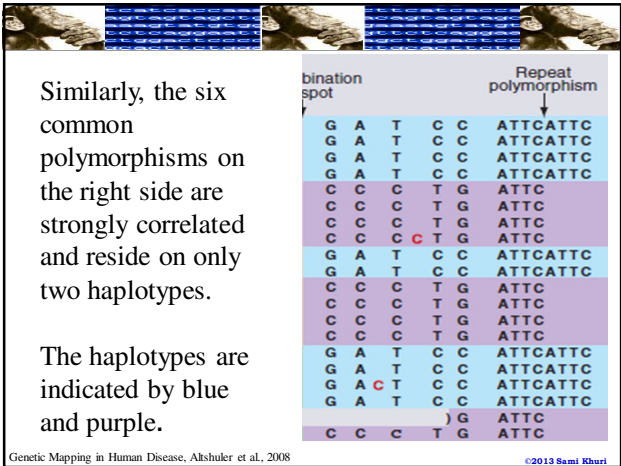 Similarly, the six
common
polymorphisms on
the right side are
strongly correlated
and reside on only
two haplotypes.
The haplotypes are
indicated by blue
and purple.
bination
spot
Repeat
polymorphism
G A T C C ATTCATTC
G A T C C ATTCATTC
G A T C C ATTCATTC
G A T C C ATTCATTC
C C C T G ATTC
C C C T G ATTC
C C C T G ATTC
C C C C T G ATTC
G A T C C ATTCATTC
G A T C C ATTCATTC
C C C T G ATTC
C C C T G ATTC
C C C T G ATTC
C C C T G ATTC
G A T C C ATTCATTC
G A T C C ATTCATTC
G A C T C C ATTCATTC
G A T C C ATTCATTC
) G ATTC
C C C T G ATTC
Genetic Mapping in Human Disease, Altshuler et al., 2008
©2013 Sami Khuri